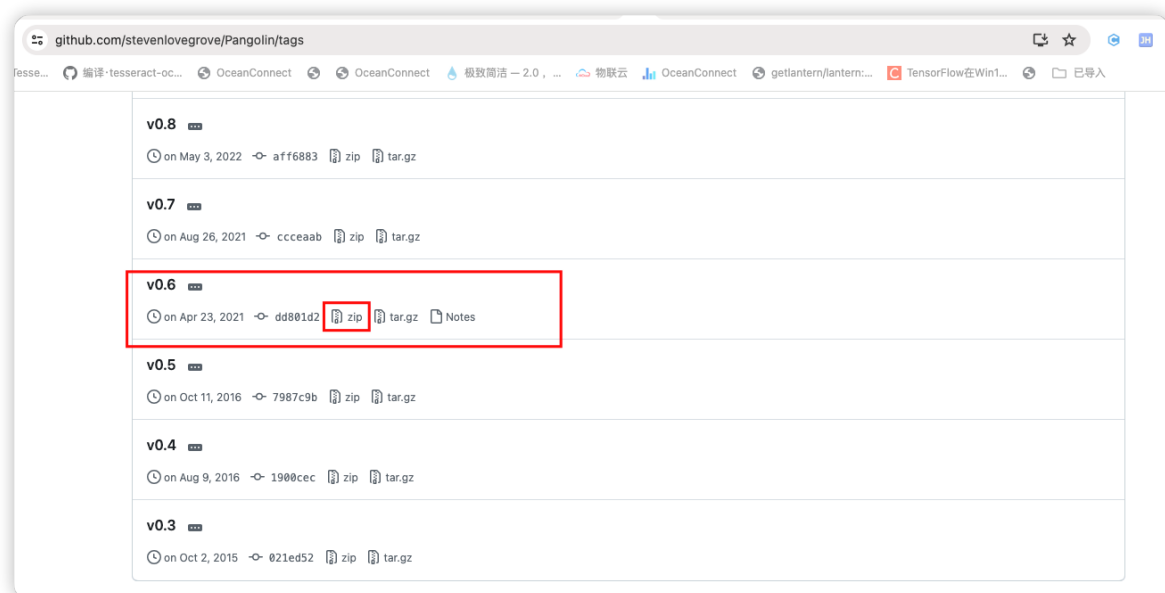 github.com/stevenlovegrove/Pangolin/tags
JH
Tesse... 编译·tesseract-oc... OceanConnect OceanConnect 极致简洁 — 2.0 , ... 物联云 OceanConnect getlantern/lantern:... C TensorFlow在Win1... 已导入
v0.8
on May 3, 2022 aff6883 zip tar.gz
v0.7
on Aug 26, 2021 ccceaab zip tar.gz
v0.6
on Apr 23, 2021 dd801d2 zip tar.gz Notes
v0.5
on Oct 11, 2016 7987c9b zip tar.gz
v0.4
on Aug 9, 2016 1900cec zip tar.gz
v0.3
on Oct 2, 2015 021ed52 zip tar.gz